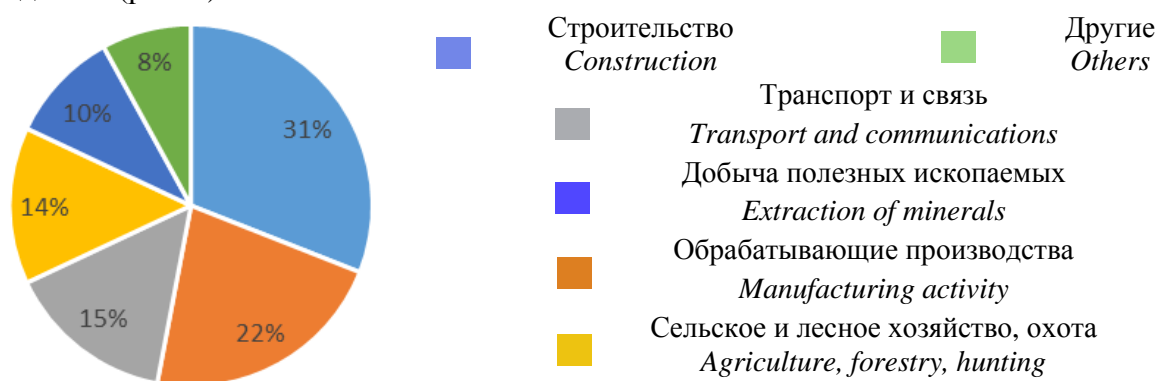 Строительство
Construction
Другие
Others
Транспорт и связь
Transport and communications
Добыча полезных ископаемых
Extraction of minerals
Обрабатывающие производства
Manufacturing activity
Сельское и лесное хозяйство, охота
Agriculture, forestry, hunting
8%
31%
10%
14%
15%
22%